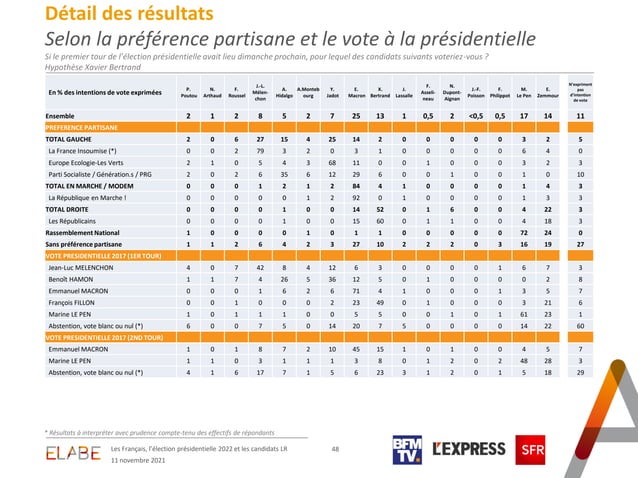 Détail des résultats
Selon la préférence partisane et le vote à la présidentielle
Si le premier tour de l'élection présidentielle avait lieu dimanche prochain, pour lequel des candidats suivants voteriez-vous ?
Hypothèse Xavier Bertrand
En % des intentions de vote exprimées P. Poutou N. Arthaud F. Roussel J.-L. Mélen-chon A. Hidalgo A.Monteb ourg Y. Jadot E. Macron X. Bertrand J. Lassalle F. Asseli-neau N. Dupont-Aignan J.-F. Poisson F. Philippot M. Le Pen E. Zemmour N'expriment pas d'intention de vote
Ensemble 2 1 2 8 5 2 7 25 13 1 0,5 2 <0,5 0,5 17 14 11
PREFERENCE PARTISANE
TOTAL GAUCHE 2 0 6 27 15 4 25 14 2 0 0 0 0 0 3 2 5
La France Insoumise (*) 0 0 2 79 3 2 0 3 1 0 0 0 0 0 6 4 0
Europe Ecologie-Les Verts 2 1 0 5 4 3 68 11 0 0 1 0 0 0 3 2 3
Parti Socialiste / Génération.s / PRG 2 0 2 6 35 6 12 29 6 0 0 1 0 0 1 0 10
TOTAL EN MARCHE / MODEM 0 0 0 1 2 1 2 84 4 1 0 0 0 0 1 4 3
La République en Marche ! 0 0 0 0 0 1 2 92 0 1 0 0 0 0 1 3 3
TOTAL DROITE 0 0 0 0 1 0 0 14 52 0 1 6 0 0 4 22 3
Les Républicains 0 0 0 0 1 0 0 15 60 0 1 1 0 0 4 18 3
Rassemblement National 1 0 0 0 0 1 0 1 1 0 0 0 0 0 72 24 0
Sans préférence partisane 1 1 2 6 4 2 3 27 10 2 2 2 0 3 16 19 27
VOTE PRESIDENTIELLE 2017 (1ER TOUR)
Jean-Luc MELENCHON 4 0 7 42 8 4 12 6 3 0 0 0 0 1 6 7 3
Benoît HAMON 1 1 7 4 26 5 36 12 5 0 1 0 0 0 0 2 8
Emmanuel MACRON 0 0 0 1 6 2 6 71 4 1 0 0 0 1 3 5 7
François FILLON 0 0 1 0 0 0 2 23 49 0 1 0 0 0 3 21 6
Marine LE PEN 1 0 1 1 1 0 0 5 5 0 0 1 0 1 61 23 1
Abstention, vote blanc ou nul (*) 6 0 0 7 5 0 14 20 7 5 0 0 0 0 14 22 60
VOTE PRESIDENTIELLE 2017 (2ND TOUR)
Emmanuel MACRON 1 0 1 8 7 2 10 45 15 1 0 1 0 0 4 5 7
Marine LE PEN 1 1 0 3 1 1 1 3 8 0 1 2 0 2 48 28 3
Abstention, vote blanc ou nul (*) 4 1 6 17 7 1 5 6 23 3 1 2 0 1 5 18 29
* Résultats à interpréter avec prudence compte-tenu des effectifs de répondants
ELABE
Les Français, l'élection présidentielle 2022 et les candidats LR
11 novembre 2021
48
BFM TV.
L'EXPRESS
SFR